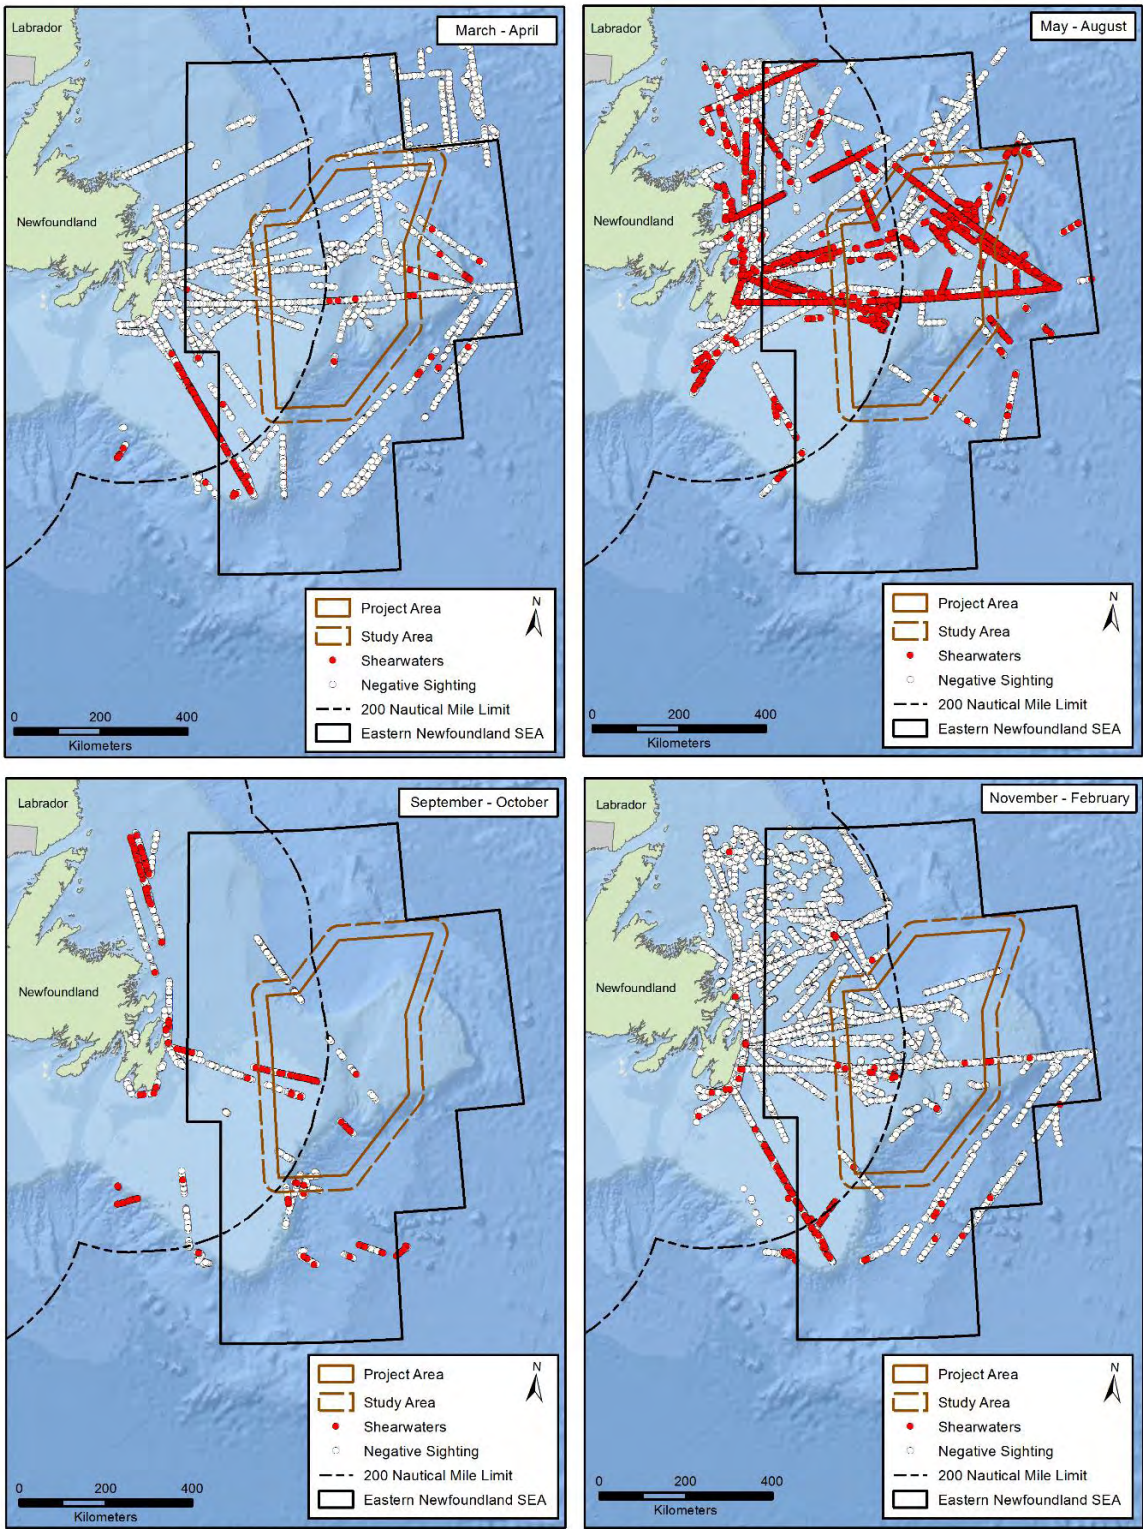 Labrador
March - April
Newfoundland
Project Area
N
Study Area
Shearwaters
Negative Sighting
0 200 400
200 Nautical Mile Limit
Kilometers
Eastern Newfoundland SEA
Labrador
May - August
Newfoundland
Project Area
N
Study Area
Shearwaters
Negative Sighting
0 200 400
200 Nautical Mile Limit
Kilometers
Eastern Newfoundland SEA
Labrador
September - October
Newfoundland
Project Area
N
Study Area
Shearwaters
Negative Sighting
200 Nautical Mile Limit
0 200 400
Eastern Newfoundland SEA
Kilometers
Labrador
November - February
Newfoundland
Project Area
N
Study Area
Shearwaters
Negative Sighting
200 Nautical Mile Limit
0 200 400
Eastern Newfoundland SEA
Kilometers